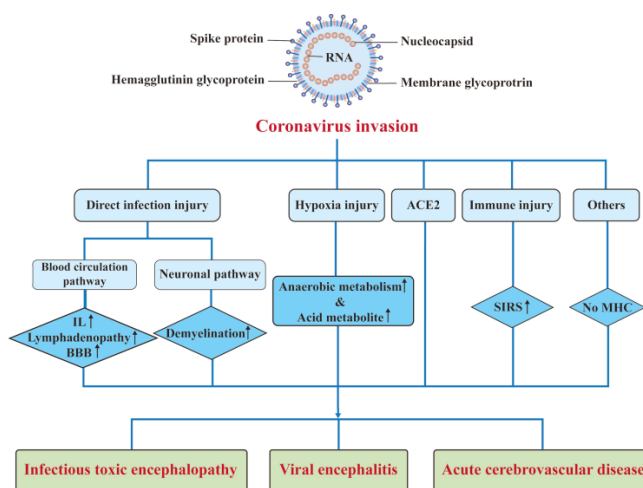 Spike protein
Nucleocapsid
RNA
Hemagglutinin glycoprotein
Membrane glycoprotrin
Coronavirus invasion
Direct infection injury
Hypoxia injury
ACE2
Immune injury
Others
Blood circulation
pathway
Neuronal pathway
IL↑
Lymphadenopathy↑
BBB↑
Demyelination↑
Anaerobic metabolism↑
&
Acid metabolite↑
SIRS↑
No MHC
Infectious toxic encephalopathy
Viral encephalitis
Acute cerebrovascular disease